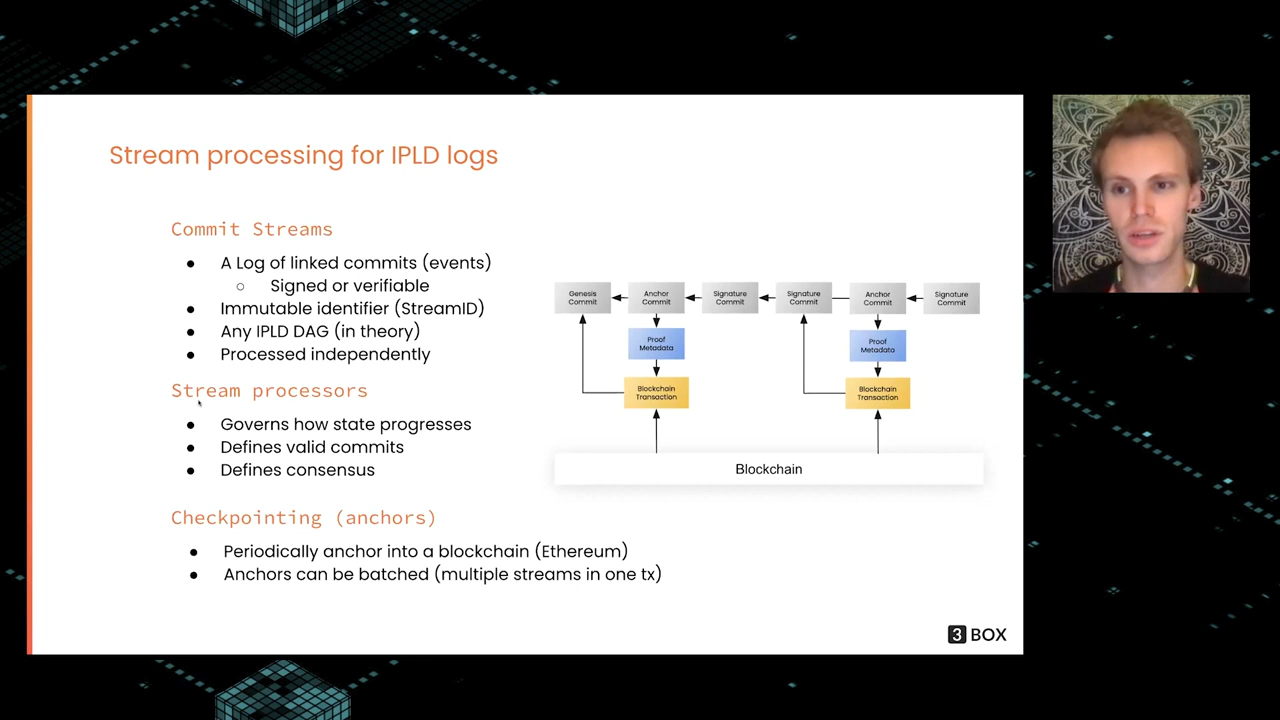 Stream processing for IPLD logs
Commit Streams
● A Log of linked commits (events)
○ Signed or verifiable
● Immutable identifier (StreamID)
● Any IPLD DAG (in theory)
● Processed independently
Stream processors
● Governs how state progresses
● Defines valid commits
● Defines consensus
Checkpointing (anchors)
● Periodically anchor into a blockchain (Ethereum)
● Anchors can be batched (multiple streams in one tx)
Genesis
Commit
Anchor
Commit
Signature
Commit
Signature
Commit
Anchor
Commit
Signature
Commit
Proof
Metadata
Proof
Metadata
Blockchain
Transaction
Blockchain
Transaction
Blockchain
3 BOX